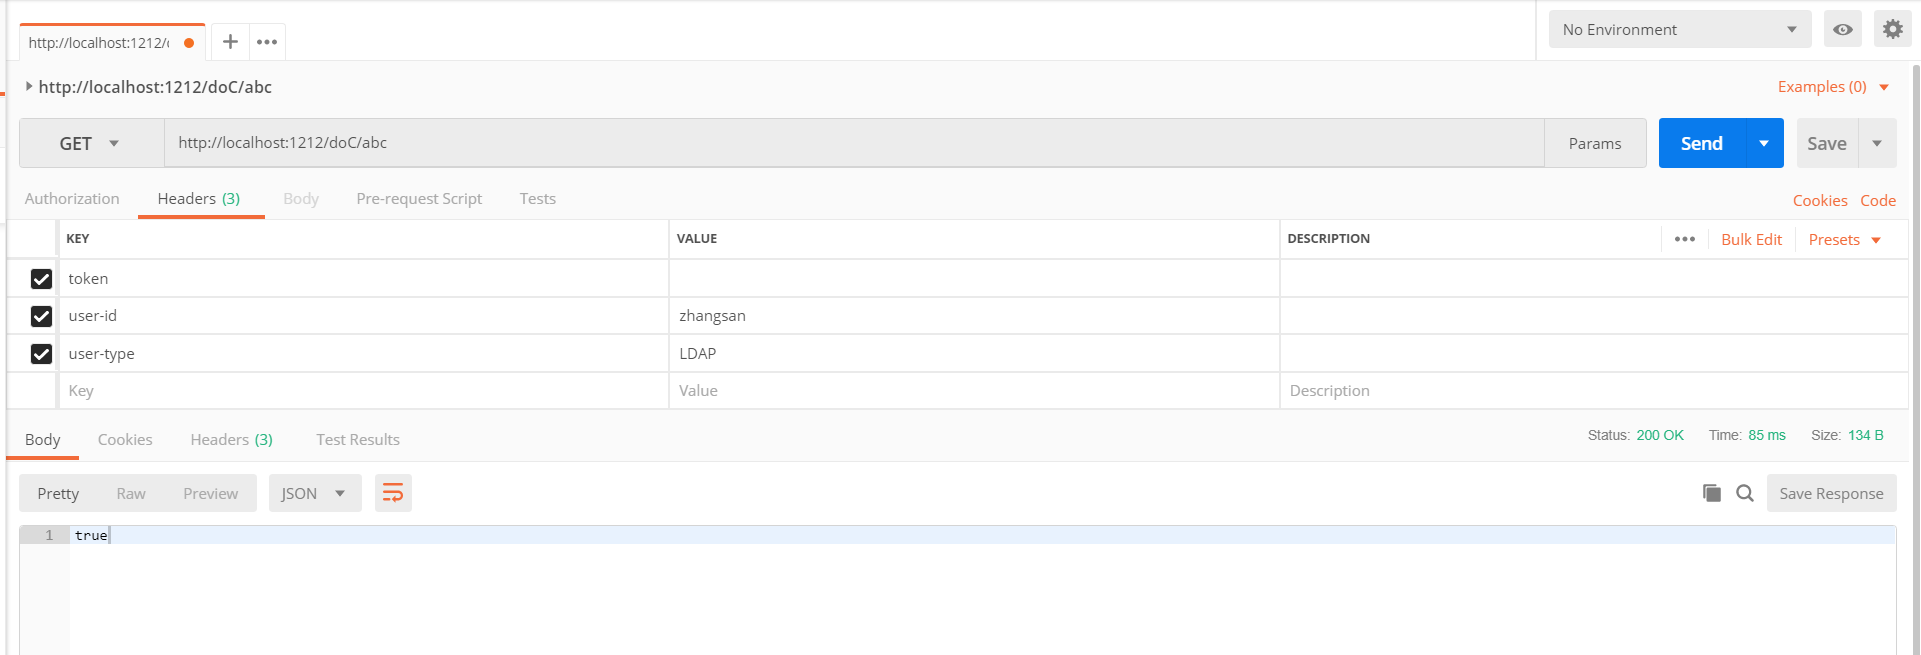 http://localhost:1212/
No Environment
http://localhost:1212/doC/abc
Examples (0)
GET
http://localhost:1212/doC/abc
Params
Send
Save
Authorization
Headers (3)
Body
Pre-request Script
Tests
Cookies
Code
KEY
VALUE
DESCRIPTION
Bulk Edit
Presets
token
user-id
zhangsan
user-type
LDAP
Key
Value
Description
Body
Cookies
Headers (3)
Test Results
Status: 200 OK
Time: 85 ms
Size: 134 B
Pretty
Raw
Preview
JSON
Save Response
1
true